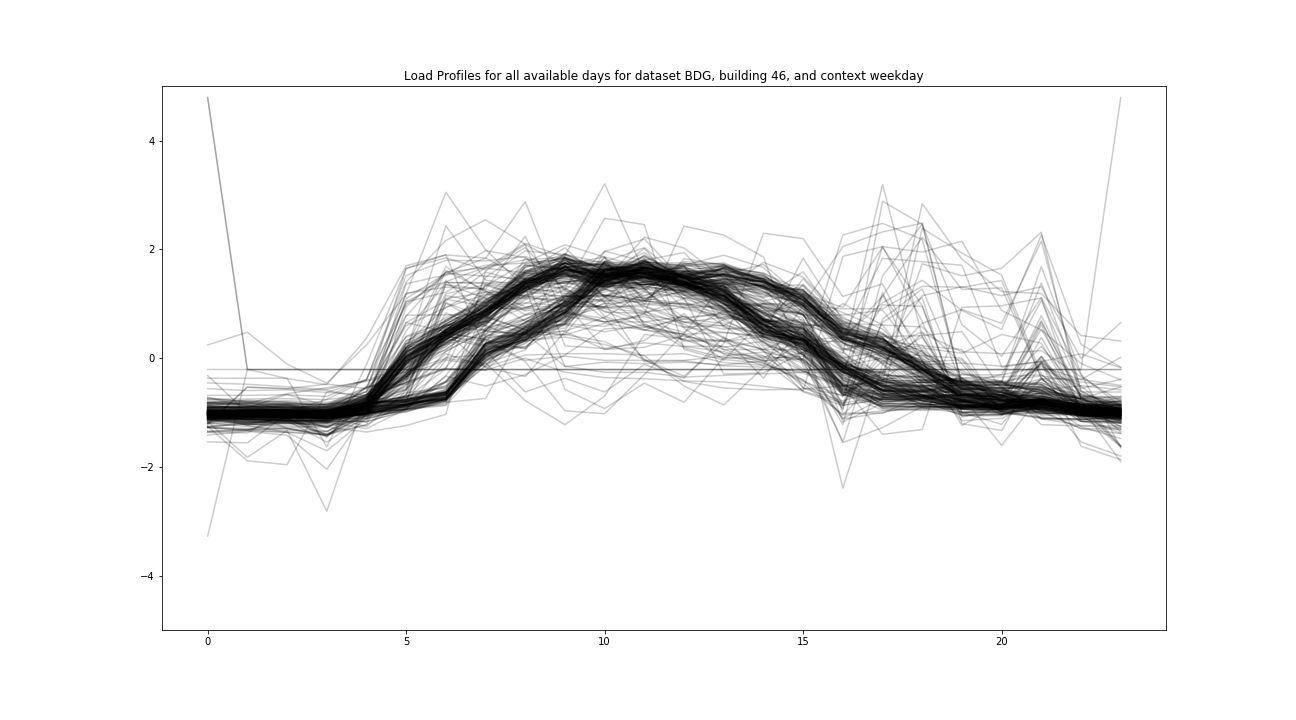 Load Profiles for all available days for dataset BDG, building 46, and context weekday
4
2
0
−2
−4
0 5 10 15 20